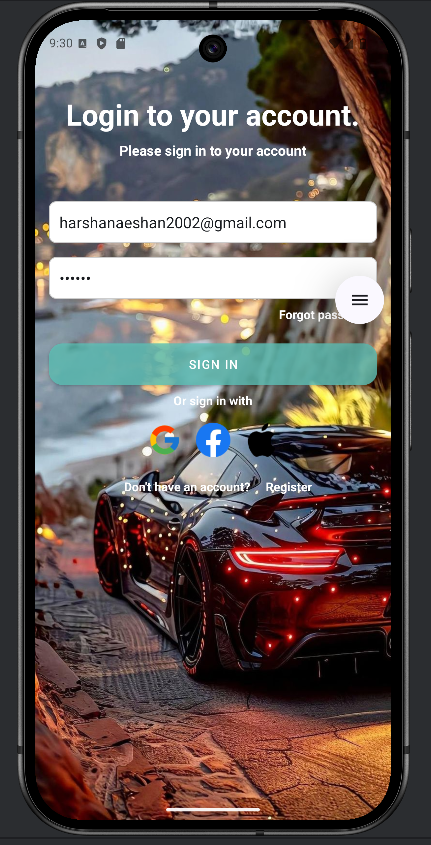 9:30
Login to your account.
Please sign in to your account
harshanaeshan2002@gmail.com
••••••
Forgot pass
SIGN IN
Or sign in with
Don't have an account? Register